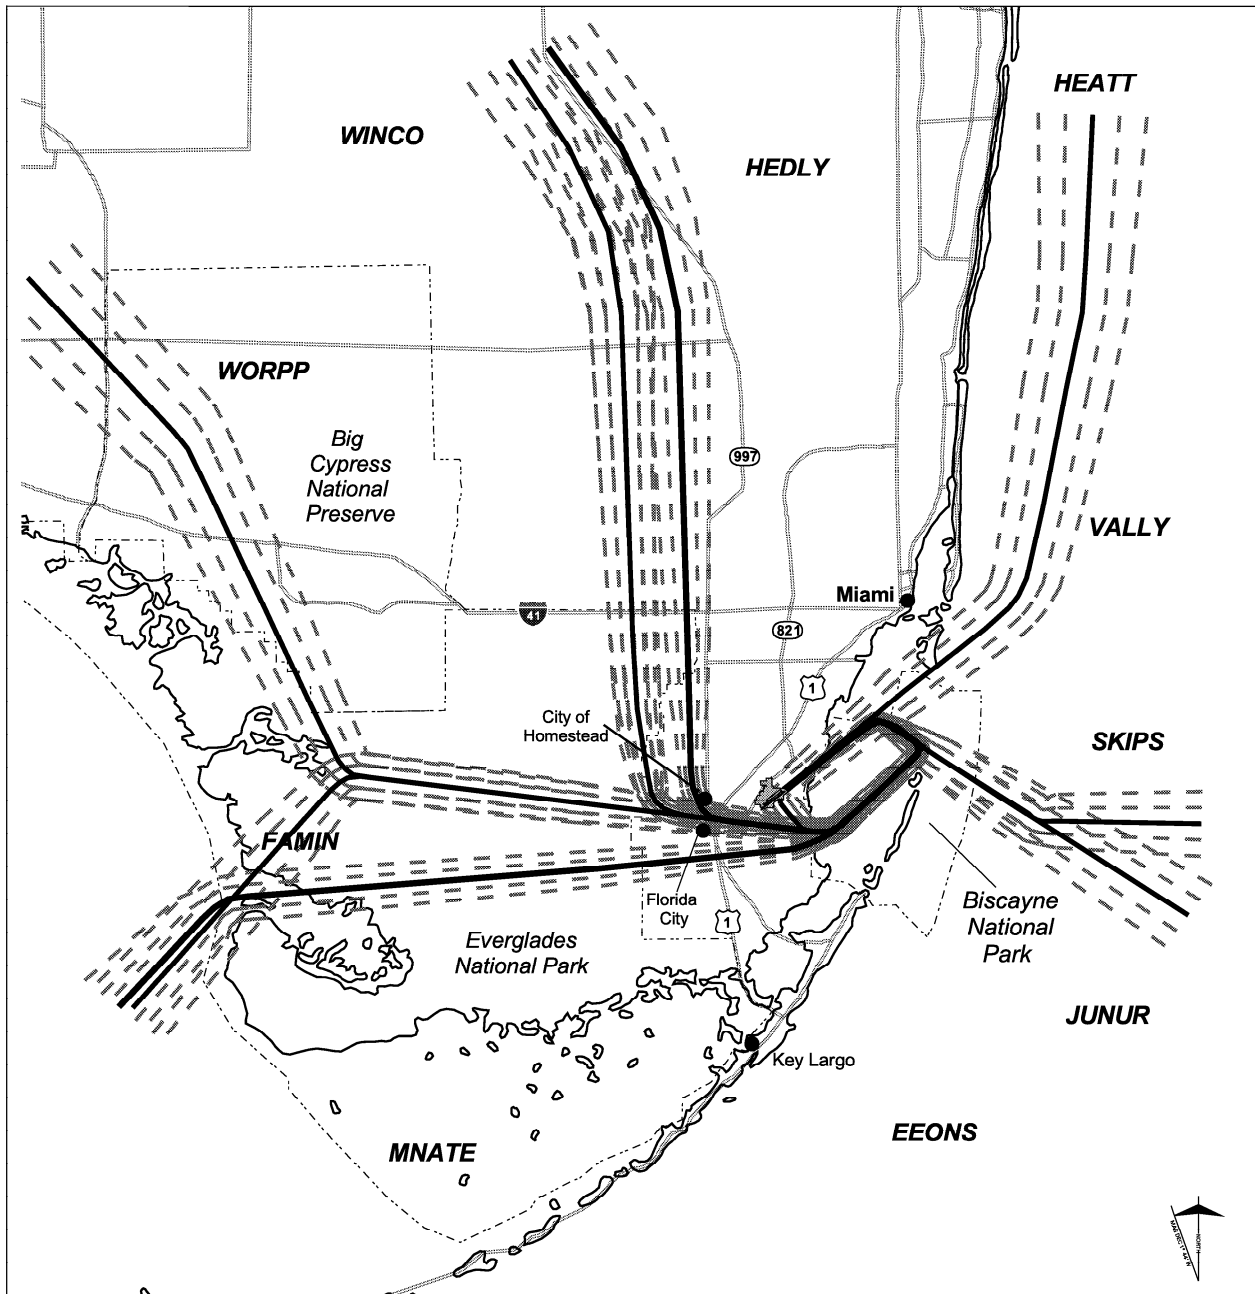 HEATT
WINCO
HEDLY
WORPP
Big
Cypress
National
Preserve
997
VALLY
Miami
41
821
1
City of
Homestead
SKIPS
FAMIN
Florida
City
1
Biscayne
National
Park
Everglades
National Park
JUNUR
Key Largo
EEONS
MNATE
NORTH